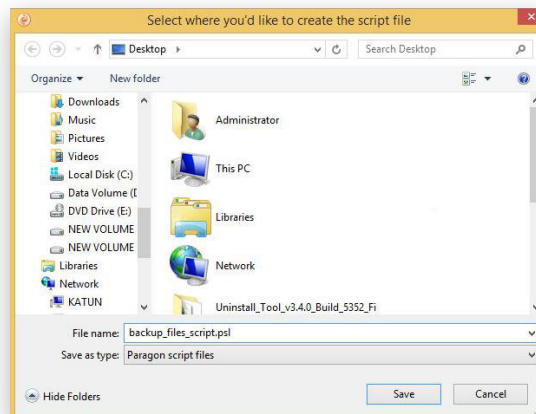 Select where you'd like to create the script file
Desktop
Search Desktop
Organize
New folder
Downloads
Music
Pictures
Videos
Local Disk (C:)
Data Volume (D
DVD Drive (E:)
NEW VOLUME
NEW VOLUME
Libraries
Network
KATUN
Administrator
This PC
Libraries
Network
Uninstall_Tool_v3.4.0_Build_5352_Fi
File name: backup_files_script.psl
Save as type: Paragon script files
Hide Folders
Save
Cancel